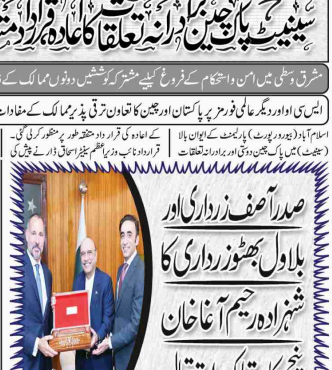 سینیٹ پاک چین برادرانہ تعلقات کا اعادہ قرارداد
مشرق وسطیٰ میں امن و استحکام کے فروغ کیلئے مشترکہ کوششیں دونوں ممالک کے
ایس سی او اور دیگر عالمی فورمز پر پاکستان اور چین کا تعاون ترقی پذیر ممالک کے مفادات
اسلام آباد (بیورو رپورٹ) پارلیمنٹ کے ایوان بالا
(سینیٹ) میں پاک چین دوستی اور برادرانہ تعلقات
کے اعادہ کی قرارداد متفقہ طور پر منظور کر لی گئی۔
قرارداد نائب وزیراعظم سینیٹر اسحاق ڈار نے پیش کی
صدر آصف زرداری اور
بلاول بھٹو زرداری کا
شہزادہ رحیم آغا خان